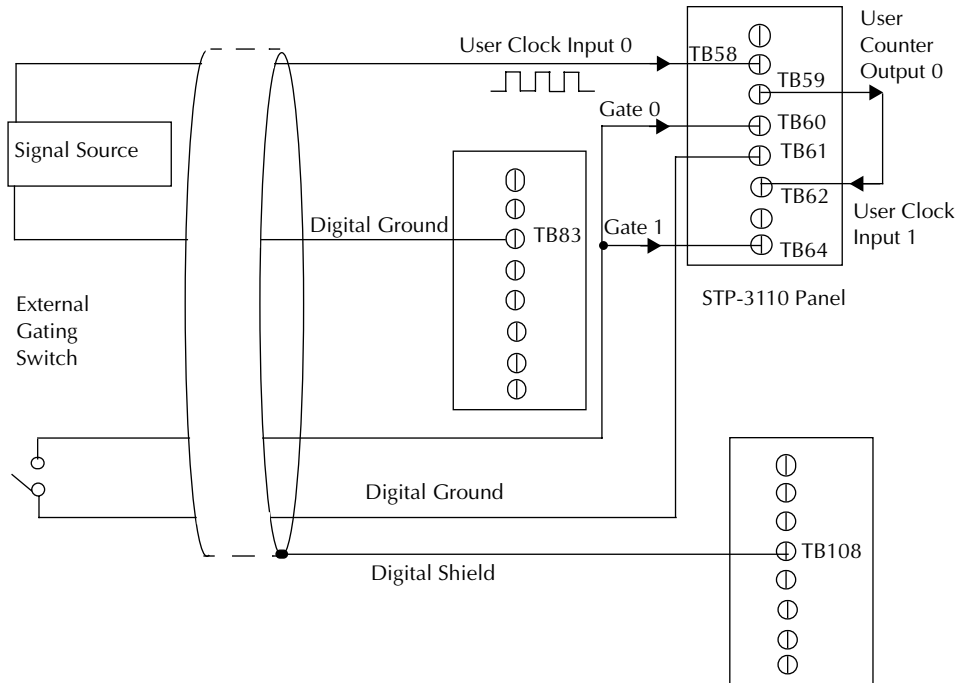 User Clock Input 0
TB58
User
Counter
Output 0
TB59
Gate 0
TB60
Signal Source
TB61
TB62
Digital Ground
TB83
Gate 1
User Clock
Input 1
TB64
STP-3110 Panel
External
Gating
Switch
Digital Ground
TB108
Digital Shield